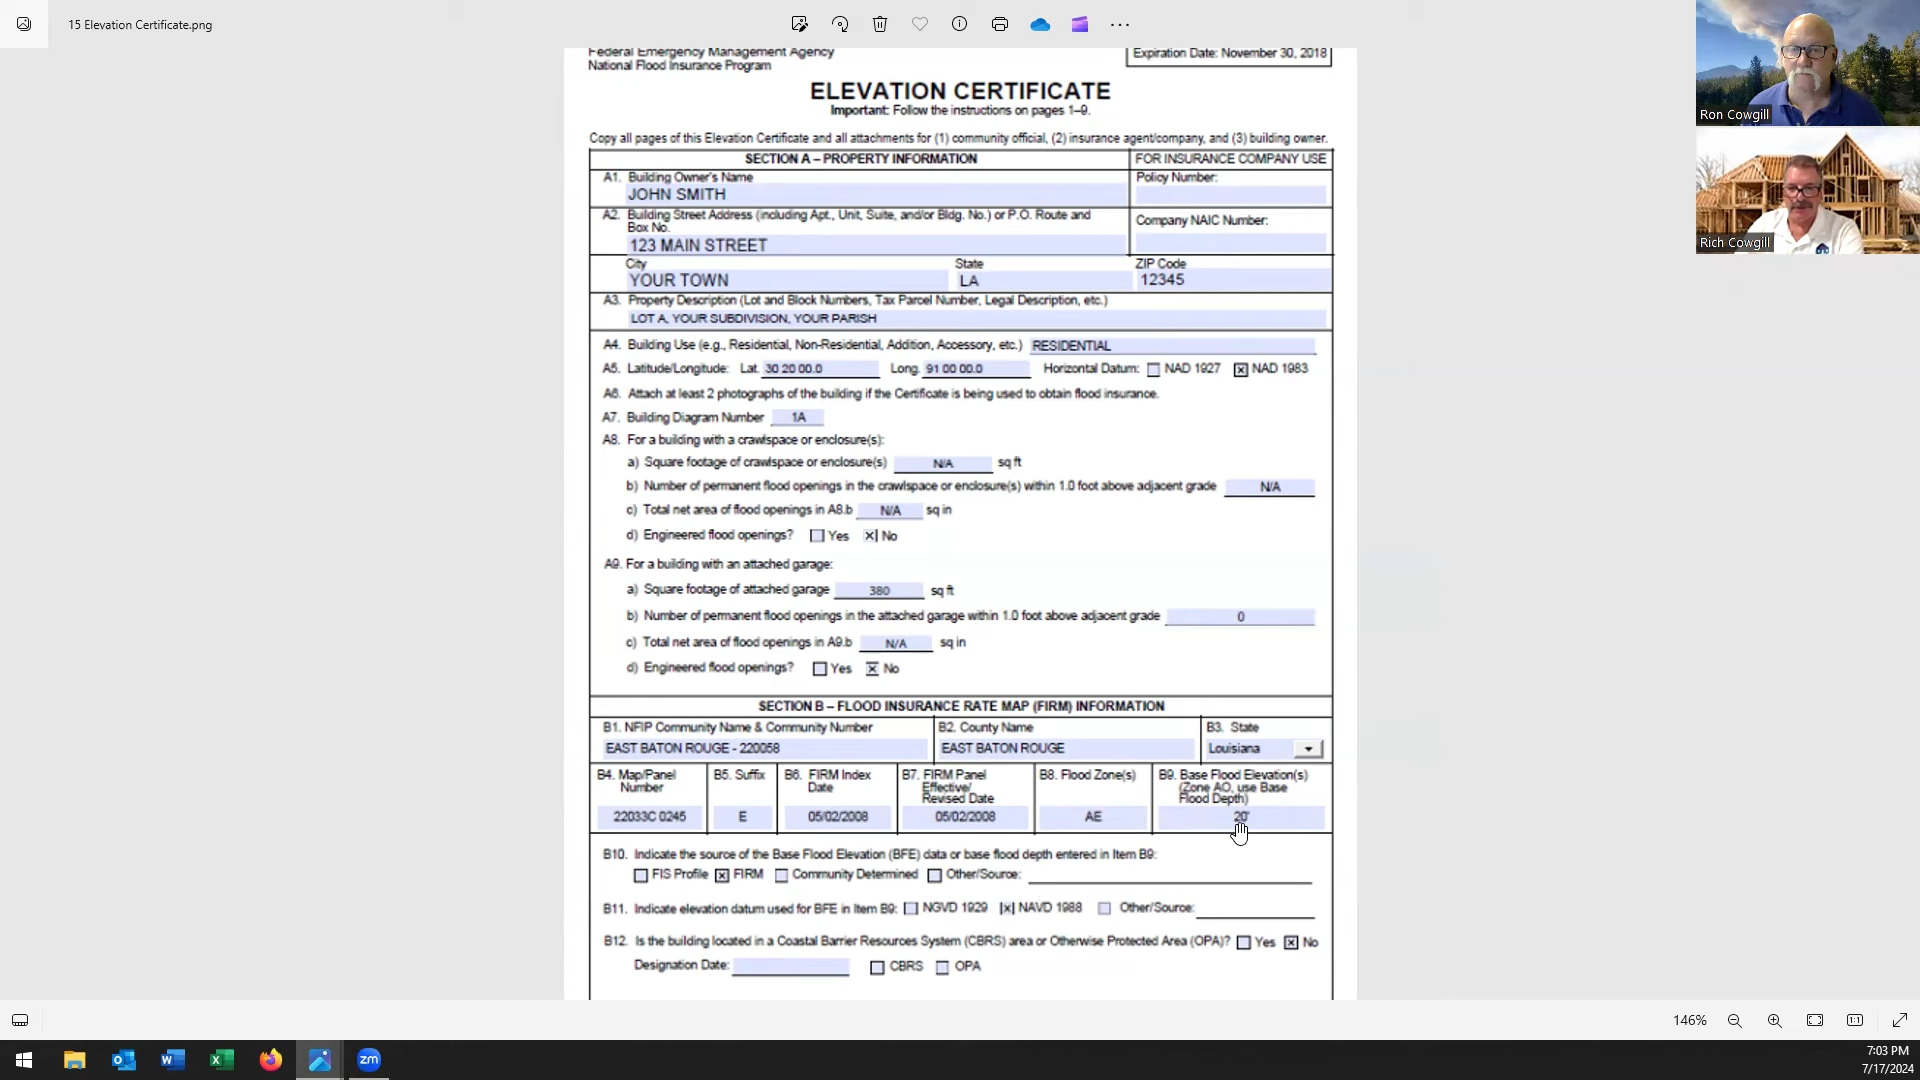 15 Elevation Certificate.png
Federal Emergency Management Agency
National Flood Insurance Program
Expiration Date: November 30, 2018
ELEVATION CERTIFICATE
Important: Follow the instructions on pages 1–9.
Copy all pages of this Elevation Certificate and all attachments for (1) community official, (2) insurance agent/company, and (3) building owner.
SECTION A – PROPERTY INFORMATION
FOR INSURANCE COMPANY USE
A1. Building Owner's Name
JOHN SMITH
Policy Number:
A2. Building Street Address (including Apt., Unit, Suite, and/or Bldg. No.) or P.O. Route and
Box No.
123 MAIN STREET
Company NAIC Number:
City State ZIP Code
YOUR TOWN LA 12345
A3. Property Description (Lot and Block Numbers, Tax Parcel Number, Legal Description, etc.)
LOT A, YOUR SUBDIVISION, YOUR PARISH
A4. Building Use (e.g., Residential, Non-Residential, Addition, Accessory, etc.) RESIDENTIAL
A5. Latitude/Longitude: Lat. 30 20 00.0 Long. 91 00 00.0 Horizontal Datum: NAD 1927 NAD 1983
A6. Attach at least 2 photographs of the building if the Certificate is being used to obtain flood insurance.
A7. Building Diagram Number 1A
A8. For a building with a crawlspace or enclosure(s):
a) Square footage of crawlspace or enclosure(s) N/A sq ft
b) Number of permanent flood openings in the crawlspace or enclosure(s) within 1.0 foot above adjacent grade N/A
c) Total net area of flood openings in A8.b N/A sq in
d) Engineered flood openings? Yes No
A9. For a building with an attached garage:
a) Square footage of attached garage 380 sq ft
b) Number of permanent flood openings in the attached garage within 1.0 foot above adjacent grade 0
c) Total net area of flood openings in A9.b N/A sq in
d) Engineered flood openings? Yes No
SECTION B – FLOOD INSURANCE RATE MAP (FIRM) INFORMATION
B1. NFIP Community Name & Community Number B2. County Name B3. State
EAST BATON ROUGE - 220058 EAST BATON ROUGE Louisiana
B4. Map/Panel
Number
22033C 0245
B5. Suffix
E
B6. FIRM Index
Date
05/02/2008
B7. FIRM Panel
Effective/
Revised Date
05/02/2008
B8. Flood Zone(s)
AE
B9. Base Flood Elevation(s)
(Zone AO, use Base
Flood Depth)
20'
B10. Indicate the source of the Base Flood Elevation (BFE) data or base flood depth entered in Item B9:
FIS Profile FIRM Community Determined Other/Source:
B11. Indicate elevation datum used for BFE in Item B9: NGVD 1929 NAVD 1988 Other/Source:
B12. Is the building located in a Coastal Barrier Resources System (CBRS) area or Otherwise Protected Area (OPA)? Yes No
Designation Date: CBRS OPA
Ron Cowgill
Rich Cowgill
146%
7:03 PM
7/17/2024
zm